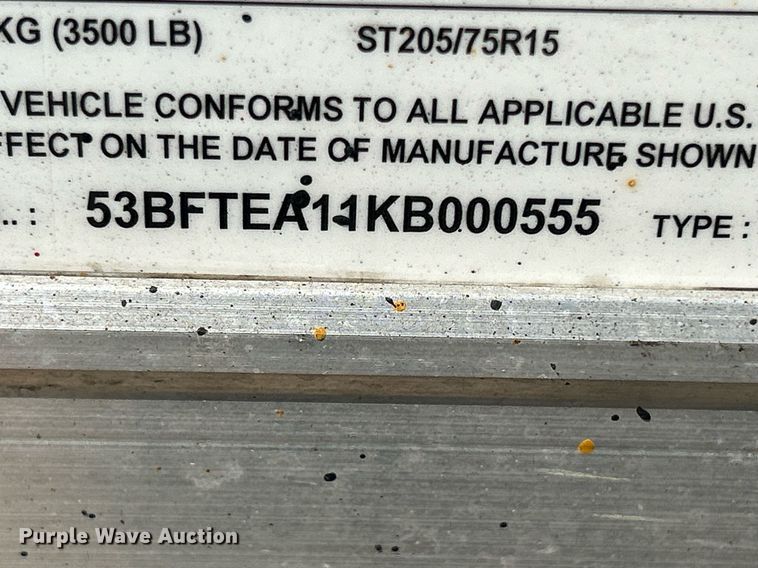 KG (3500 LB) ST205/75R15
VEHICLE CONFORMS TO ALL APPLICABLE U.S.
FFECT ON THE DATE OF MANUFACTURE SHOWN
.. : 53BFTEA11KB000555 TYPE :
Purple Wave Auction